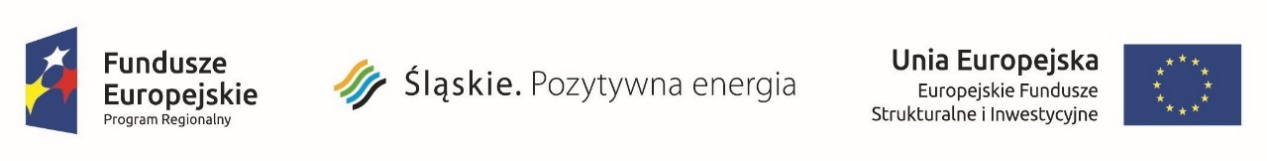 Fundusze
Europejskie
Program Regionalny
Śląskie. Pozytywna energia
Unia Europejska
Europejskie Fundusze
Strukturalne i Inwestycyjne